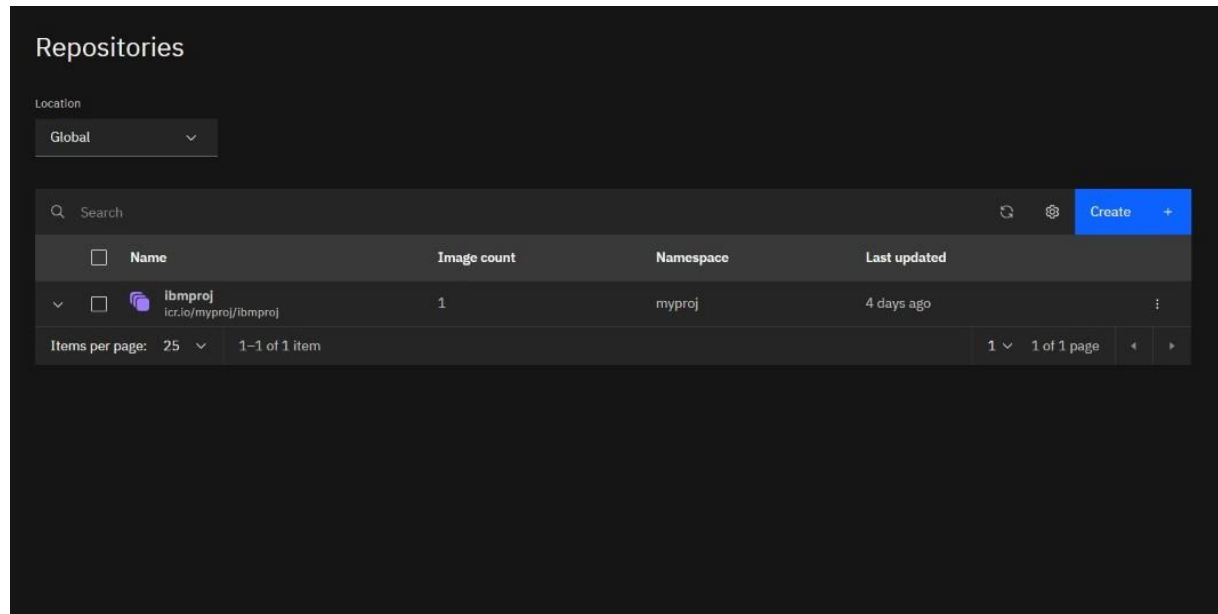 Repositories
Location
Global
Search
Create +
Name Image count Namespace Last updated
ibmproj 1 myproj 4 days ago
icr.io/myproj/ibmproj
Items per page: 25 1–1 of 1 item 1 1 of 1 page